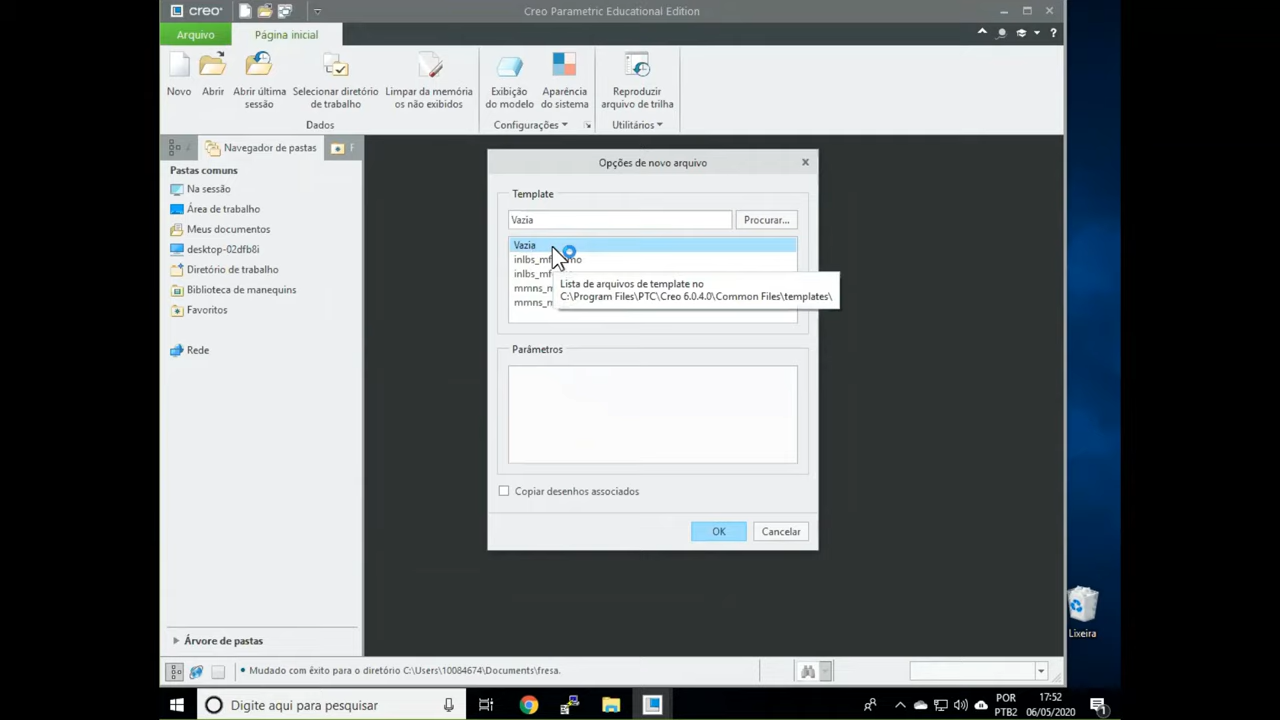 creo
Creo Parametric Educational Edition
Arquivo
Página inicial
Novo
Abrir
Abrir última
sessão
Selecionar diretório
de trabalho
Limpar da memória
os não exibidos
Exibição
do modelo
Aparência
do sistema
Reproduzir
arquivo de trilha
Dados
Configurações
Utilitários
Navegador de pastas
Pastas comuns
Na sessão
Área de trabalho
Meus documentos
desktop-02dfb8i
Diretório de trabalho
Biblioteca de manequins
Favoritos
Rede
Árvore de pastas
Opções de novo arquivo
Template
Vazia
Procurar...
Vazia
Lista de arquivos de template no
C:\Program Files\PTC\Creo 6.0.4.0\Common Files\templates\
Parâmetros
Copiar desenhos associados
OK
Cancelar
Mudado com êxito para o diretório C:\Users\10084674\Documents\fresa.
Lixeira
Digite aqui para pesquisar
POR
PTB2
17:52
06/05/2020
1